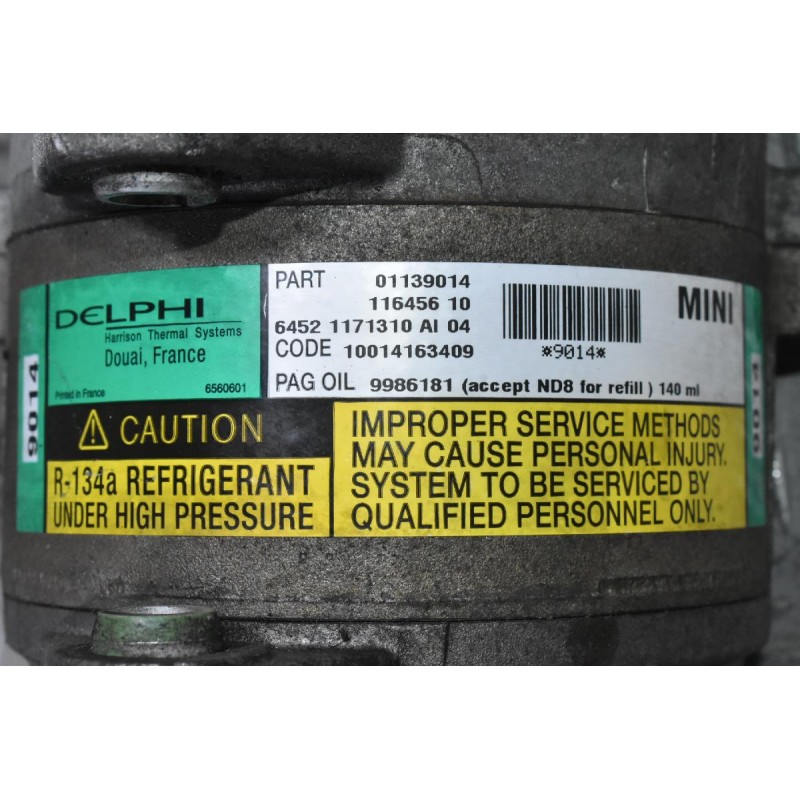 DELPHI
Harrison Thermal Systems
Douai, France
Printed in France 6560601
9014
PART 01139014
116456 10
6452 1171310 AI 04
CODE 10014163409
PAG OIL 9986181 (accept ND8 for refill ) 140 ml
*9014*
MINI
9014
CAUTION
R-134a REFRIGERANT
UNDER HIGH PRESSURE
IMPROPER SERVICE METHODS
MAY CAUSE PERSONAL INJURY.
SYSTEM TO BE SERVICED BY
QUALIFIED PERSONNEL ONLY.